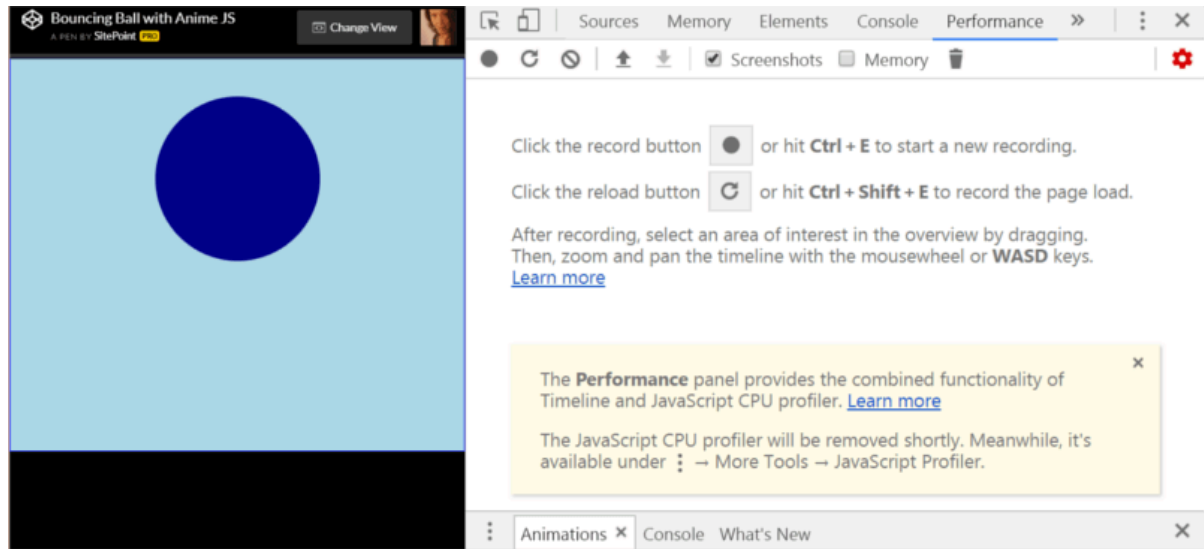 Bouncing Ball with Anime JS
A PEN BY SitePoint PRO
Change View
Sources Memory Elements Console Performance »
Screenshots Memory
Click the record button or hit Ctrl + E to start a new recording.
Click the reload button or hit Ctrl + Shift + E to record the page load.
After recording, select an area of interest in the overview by dragging.
Then, zoom and pan the timeline with the mousewheel or WASD keys.
Learn more
The Performance panel provides the combined functionality of
Timeline and JavaScript CPU profiler. Learn more
The JavaScript CPU profiler will be removed shortly. Meanwhile, it's
available under ⋮ → More Tools → JavaScript Profiler.
Animations × Console What's New